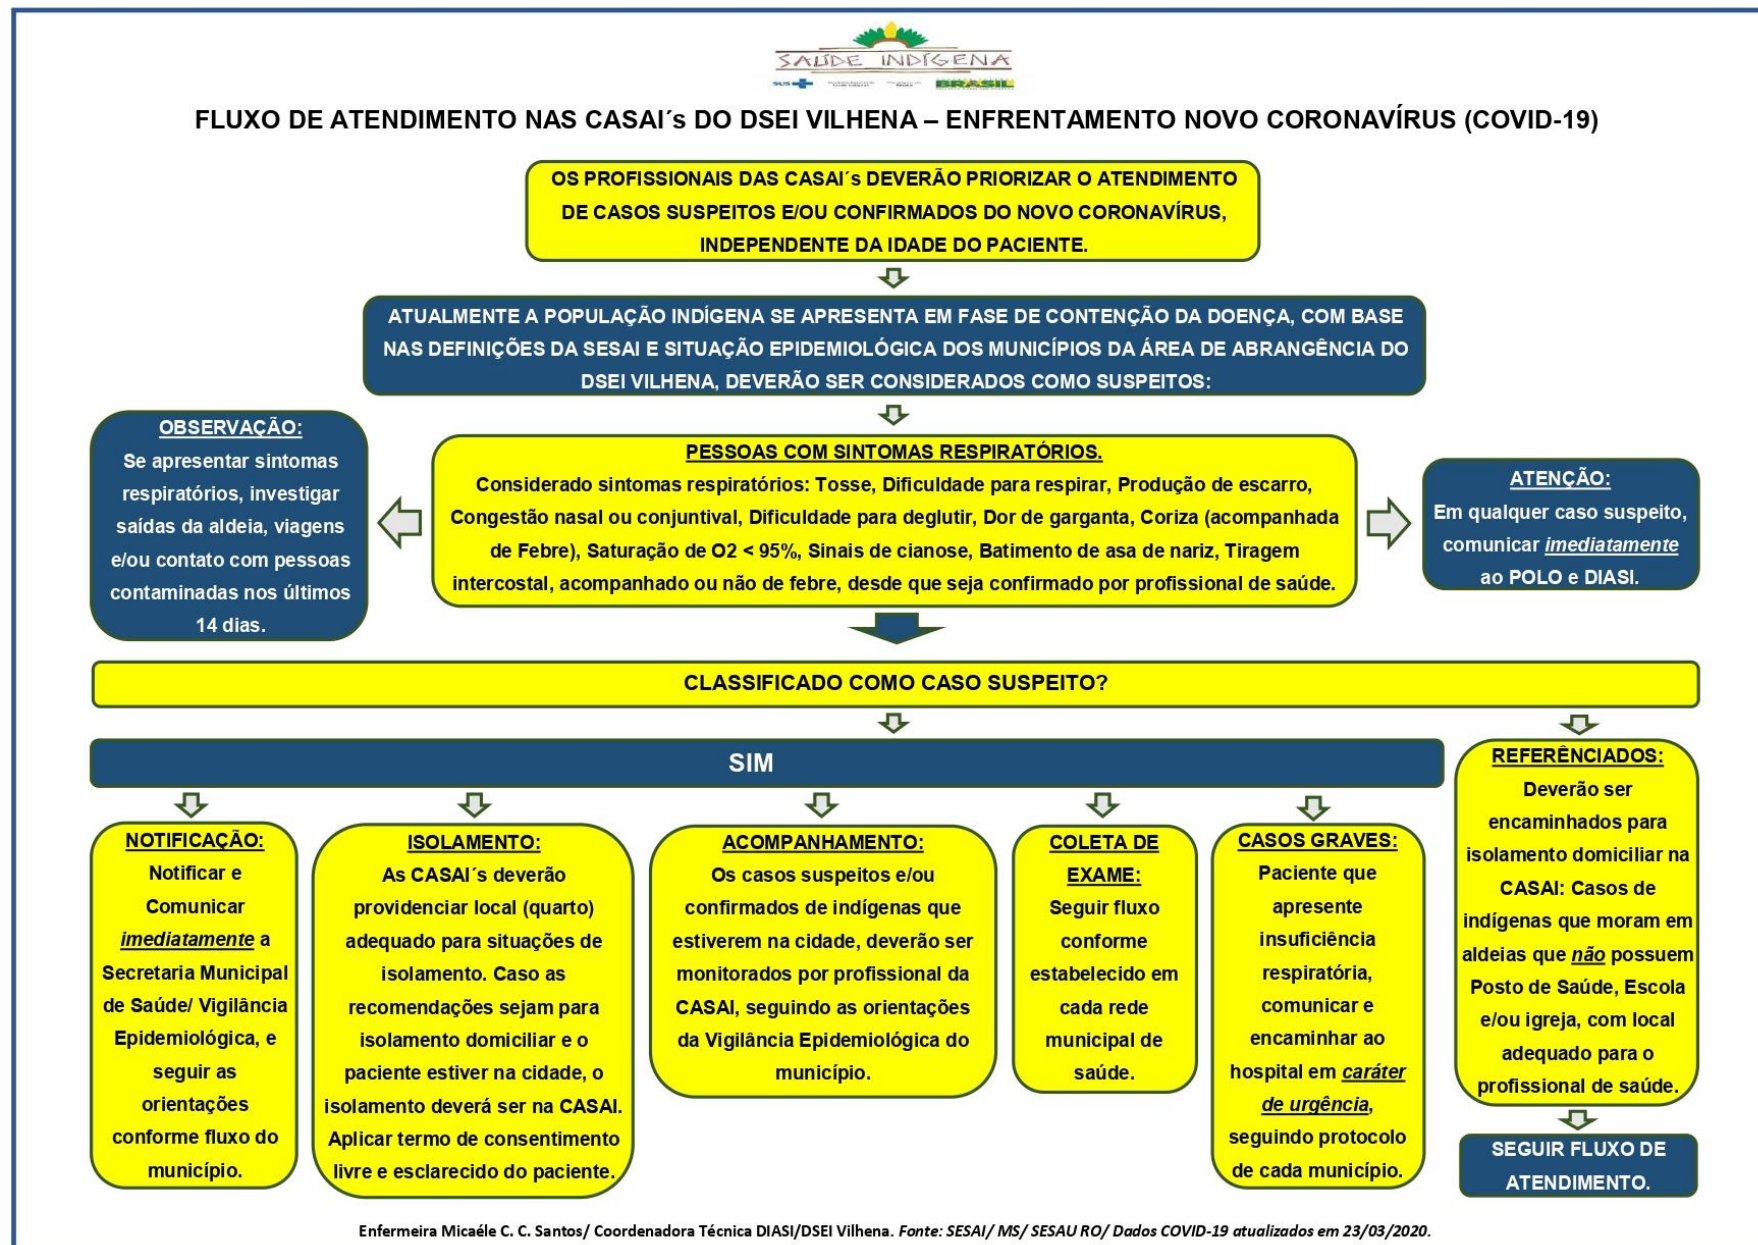 SAÚDE INDÍGENA
SUS
BRASIL
FLUXO DE ATENDIMENTO NAS CASAI´s DO DSEI VILHENA – ENFRENTAMENTO NOVO CORONAVÍRUS (COVID-19)
OS PROFISSIONAIS DAS CASAI´s DEVERÃO PRIORIZAR O ATENDIMENTO
DE CASOS SUSPEITOS E/OU CONFIRMADOS DO NOVO CORONAVÍRUS,
INDEPENDENTE DA IDADE DO PACIENTE.
ATUALMENTE A POPULAÇÃO INDÍGENA SE APRESENTA EM FASE DE CONTENÇÃO DA DOENÇA, COM BASE
NAS DEFINIÇÕES DA SESAI E SITUAÇÃO EPIDEMIOLÓGICA DOS MUNICÍPIOS DA ÁREA DE ABRANGÊNCIA DO
DSEI VILHENA, DEVERÃO SER CONSIDERADOS COMO SUSPEITOS:
OBSERVAÇÃO:
Se apresentar sintomas
respiratórios, investigar
saídas da aldeia, viagens
e/ou contato com pessoas
contaminadas nos últimos
14 dias.
PESSOAS COM SINTOMAS RESPIRATÓRIOS.
Considerado sintomas respiratórios: Tosse, Dificuldade para respirar, Produção de escarro,
Congestão nasal ou conjuntival, Dificuldade para deglutir, Dor de garganta, Coriza (acompanhada
de Febre), Saturação de O2 < 95%, Sinais de cianose, Batimento de asa de nariz, Tiragem
intercostal, acompanhado ou não de febre, desde que seja confirmado por profissional de saúde.
ATENÇÃO:
Em qualquer caso suspeito,
comunicar imediatamente
ao POLO e DIASI.
CLASSIFICADO COMO CASO SUSPEITO?
SIM
NOTIFICAÇÃO:
Notificar e
Comunicar
imediatamente a
Secretaria Municipal
de Saúde/ Vigilância
Epidemiológica, e
seguir as
orientações
conforme fluxo do
município.
ISOLAMENTO:
As CASAI´s deverão
providenciar local (quarto)
adequado para situações de
isolamento. Caso as
recomendações sejam para
isolamento domiciliar e o
paciente estiver na cidade, o
isolamento deverá ser na CASAI.
Aplicar termo de consentimento
livre e esclarecido do paciente.
ACOMPANHAMENTO:
Os casos suspeitos e/ou
confirmados de indígenas que
estiverem na cidade, deverão ser
monitorados por profissional da
CASAI, seguindo as orientações
da Vigilância Epidemiológica do
município.
COLETA DE
EXAME:
Seguir fluxo
conforme
estabelecido em
cada rede
municipal de
saúde.
CASOS GRAVES:
Paciente que
apresente
insuficiência
respiratória,
comunicar e
encaminhar ao
hospital em caráter
de urgência,
seguindo protocolo
de cada município.
REFERÊNCIADOS:
Deverão ser
encaminhados para
isolamento domiciliar na
CASAI: Casos de
indígenas que moram em
aldeias que não possuem
Posto de Saúde, Escola
e/ou igreja, com local
adequado para o
profissional de saúde.
SEGUIR FLUXO DE
ATENDIMENTO.
Enfermeira Micaéle C. C. Santos/ Coordenadora Técnica DIASI/DSEI Vilhena. Fonte: SESAI/ MS/ SESAU RO/ Dados COVID-19 atualizados em 23/03/2020.